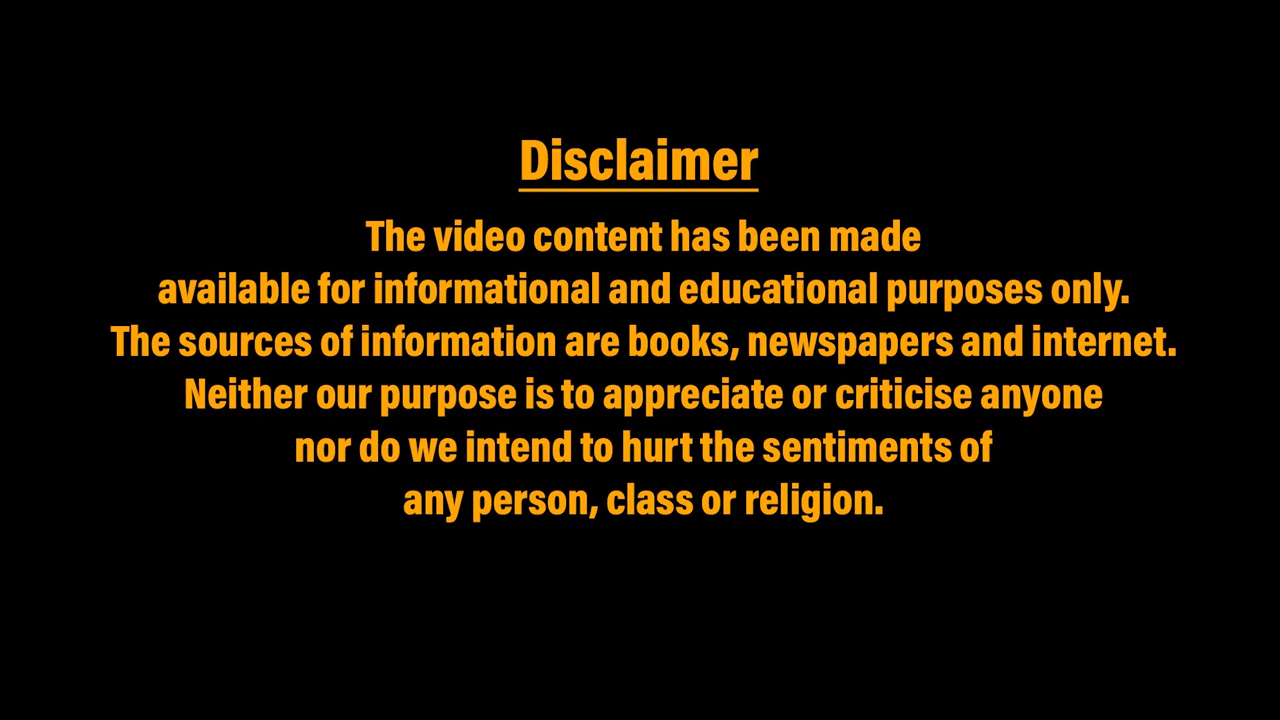 Disclaimer
The video content has been made
available for informational and educational purposes only.
The sources of information are books, newspapers and internet.
Neither our purpose is to appreciate or criticise anyone
nor do we intend to hurt the sentiments of
any person, class or religion.